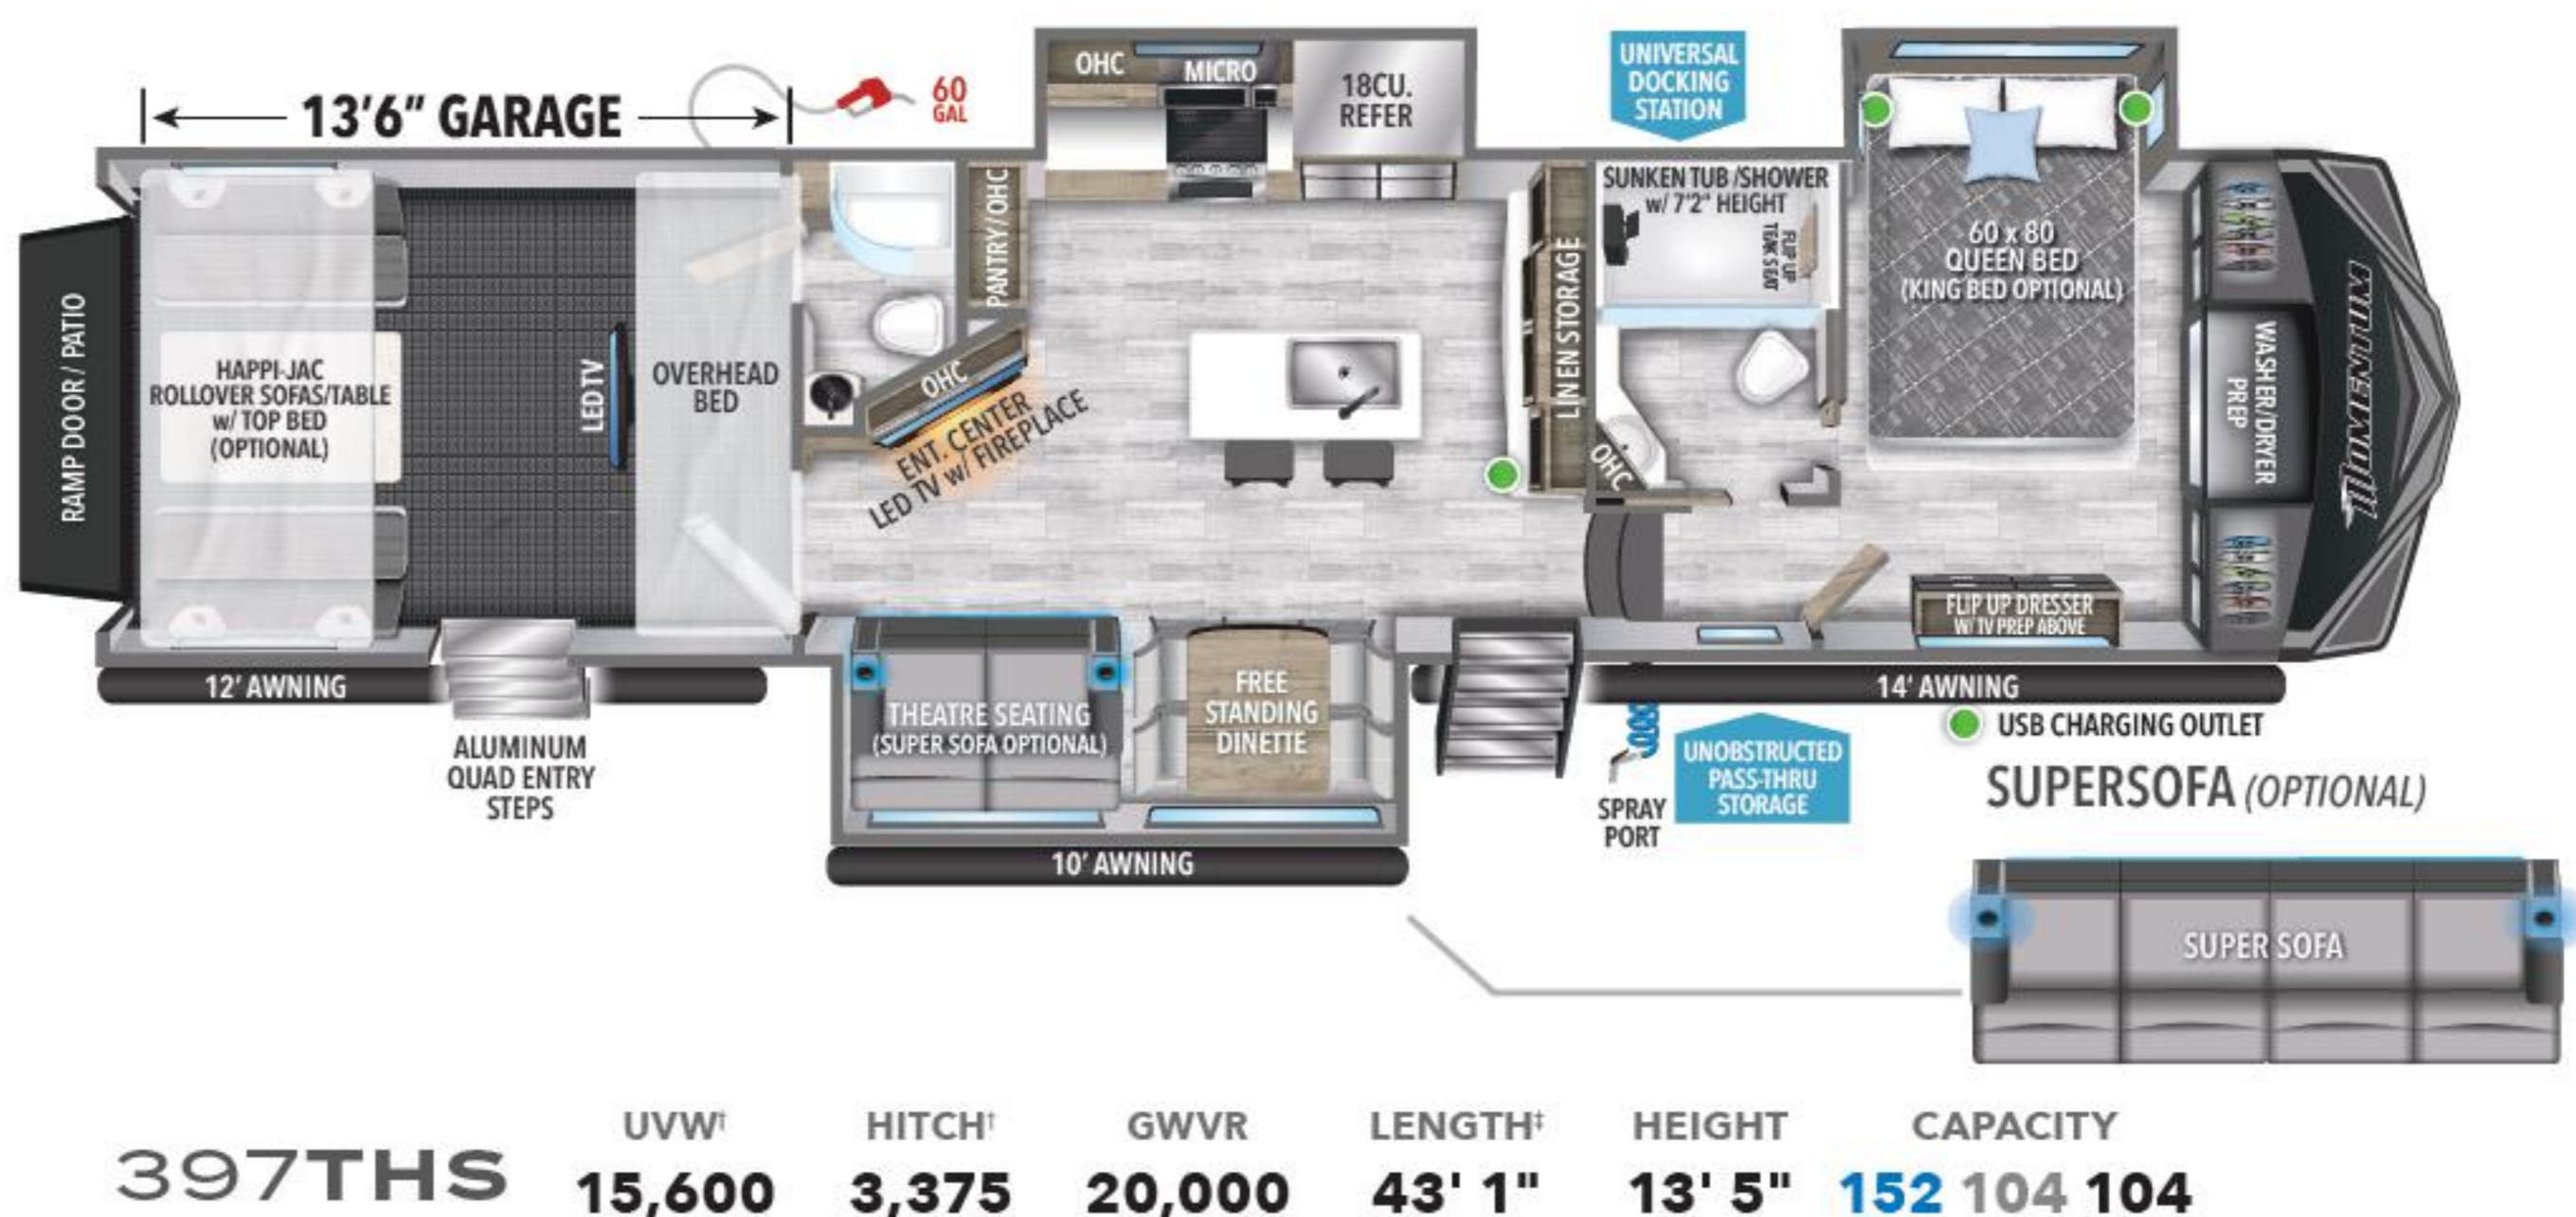 13'6" GARAGE
60
GAL
OHC
MICRO
18CU.
REFER
UNIVERSAL
DOCKING
STATION
RAMP DOOR / PATIO
HAPPI-JAC
ROLLOVER SOFAS/TABLE
w/ TOP BED
(OPTIONAL)
LED TV
OVERHEAD
BED
PANTRY/OHC
OHC
ENT. CENTER
LED TV w/ FIREPLACE
LINEN STORAGE
SUNKEN TUB /SHOWER
w/ 7'2" HEIGHT
FLIP UP
TEAK SEAT
OHC
60 x 80
QUEEN BED
(KING BED OPTIONAL)
WASHER/DRYER
PREP
MOMENTUM
FLIP UP DRESSER
W/ TV PREP ABOVE
12' AWNING
ALUMINUM
QUAD ENTRY
STEPS
THEATRE SEATING
(SUPER SOFA OPTIONAL)
FREE
STANDING
DINETTE
10' AWNING
14' AWNING
SPRAY
PORT
UNOBSTRUCTED
PASS-THRU
STORAGE
USB CHARGING OUTLET
SUPERSOFA (OPTIONAL)
SUPER SOFA
UVW† HITCH† GWVR LENGTH‡ HEIGHT CAPACITY
397THS 15,600 3,375 20,000 43' 1" 13' 5" 152 104 104